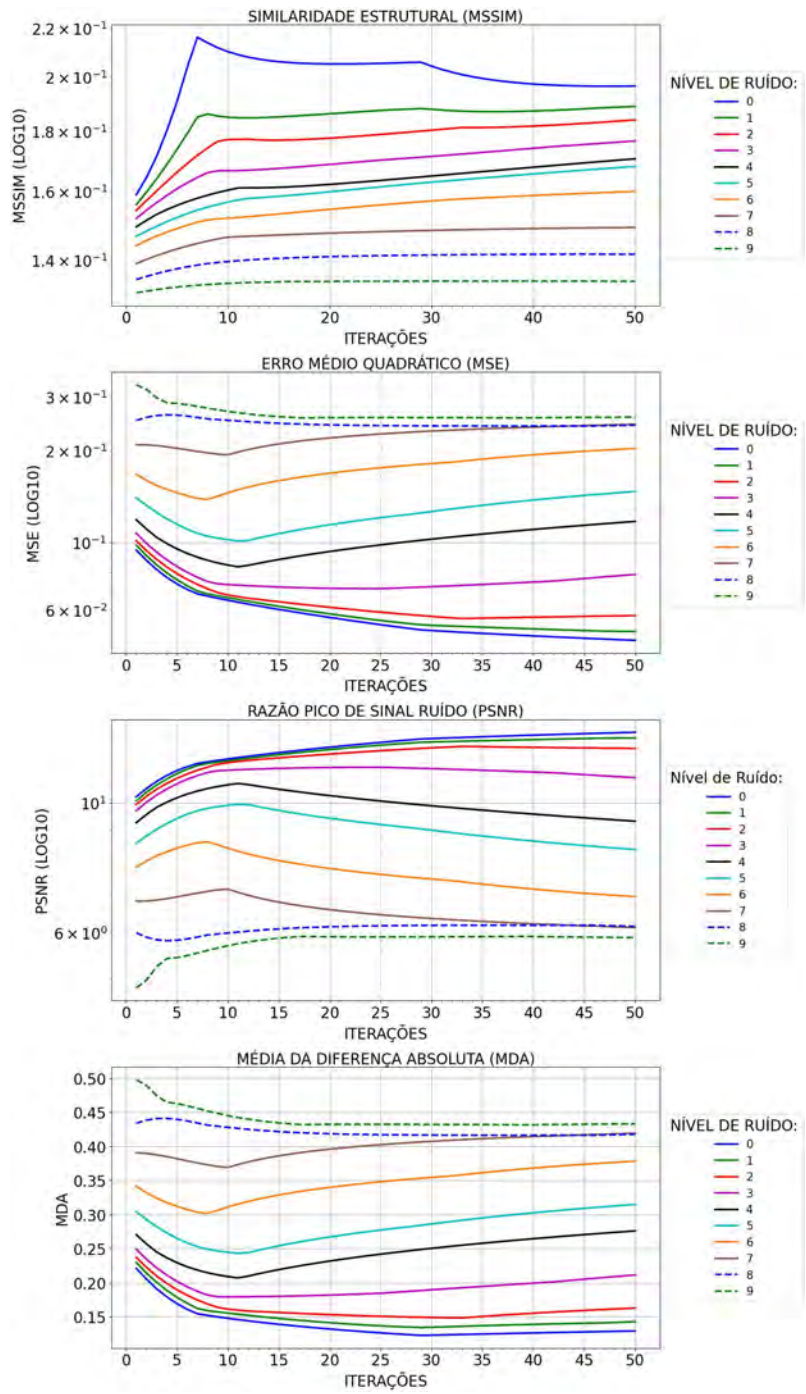 SIMILARIDADE ESTRUTURAL (MSSIM)
2.2 × 10⁻¹
2 × 10⁻¹
1.8 × 10⁻¹
1.6 × 10⁻¹
1.4 × 10⁻¹
MSSIM (LOG10)
0 10 20 30 40 50
ITERAÇÕES
NÍVEL DE RUÍDO:
0
1
2
3
4
5
6
7
8
9
ERRO MÉDIO QUADRÁTICO (MSE)
3 × 10⁻¹
2 × 10⁻¹
10⁻¹
6 × 10⁻²
MSE (LOG10)
0 5 10 15 20 25 30 35 40 45 50
ITERAÇÕES
NÍVEL DE RUÍDO:
0
1
2
3
4
5
6
7
8
9
RAZÃO PICO DE SINAL RUÍDO (PSNR)
10¹
6 × 10⁰
PSNR (LOG10)
0 5 10 15 20 25 30 35 40 45 50
ITERAÇÕES
Nível de Ruído:
0
1
2
3
4
5
6
7
8
9
MÉDIA DA DIFERENÇA ABSOLUTA (MDA)
0.50
0.45
0.40
0.35
0.30
0.25
0.20
0.15
MDA
0 5 10 15 20 25 30 35 40 45 50
ITERAÇÕES
NÍVEL DE RUÍDO:
0
1
2
3
4
5
6
7
8
9